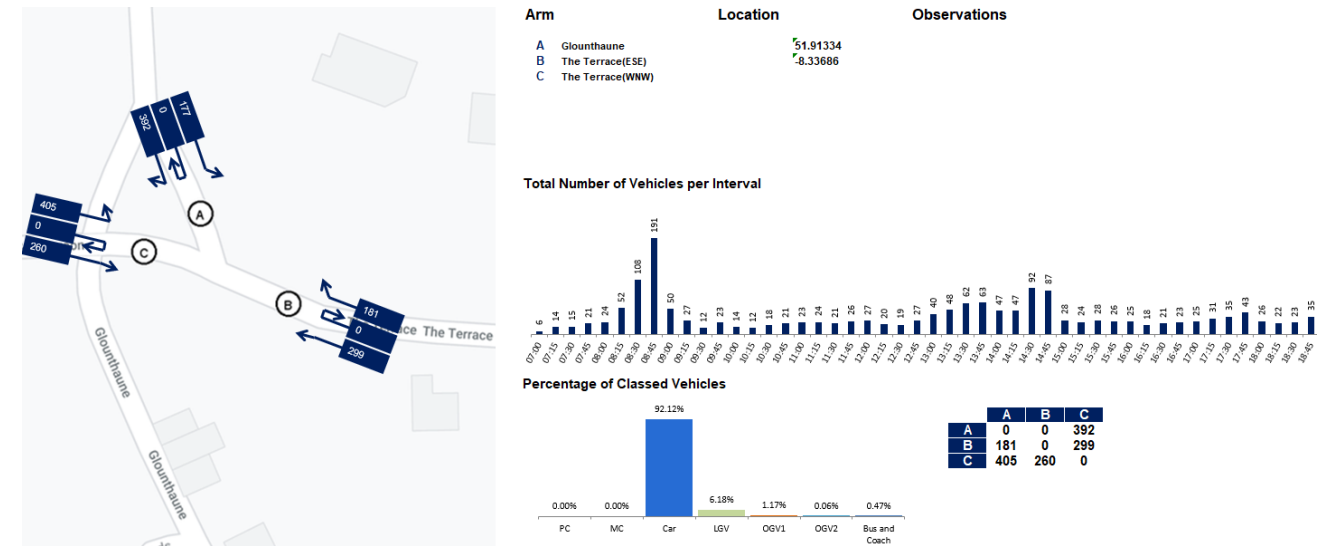 Arm Location Observations
A Glounthaune 51.91334
B The Terrace(ESE) -8.33686
C The Terrace(WNW)
392 0 177
A
405
0
260
C
B
181
0
299
The Terrace
Glounthaune
Glounthaune
Total Number of Vehicles per Interval
6 14 15 21 24 52 108 191 50 27 12 23 14 12 18 21 23 24 21 26 27 20 19 27 40 48 62 63 47 47 92 87 28 24 28 26 25 18 21 23 25 31 35 43 26 22 23 35
07:00 07:15 07:30 07:45 08:00 08:15 08:30 08:45 09:00 09:15 09:30 09:45 10:00 10:15 10:30 10:45 11:00 11:15 11:30 11:45 12:00 12:15 12:30 12:45 13:00 13:15 13:30 13:45 14:00 14:15 14:30 14:45 15:00 15:15 15:30 15:45 16:00 16:15 16:30 16:45 17:00 17:15 17:30 17:45 18:00 18:15 18:30 18:45
Percentage of Classed Vehicles
0.00% 0.00% 92.12% 6.18% 1.17% 0.06% 0.47%
PC MC Car LGV OGV1 OGV2 Bus and
Coach
A B C
A 0 0 392
B 181 0 299
C 405 260 0